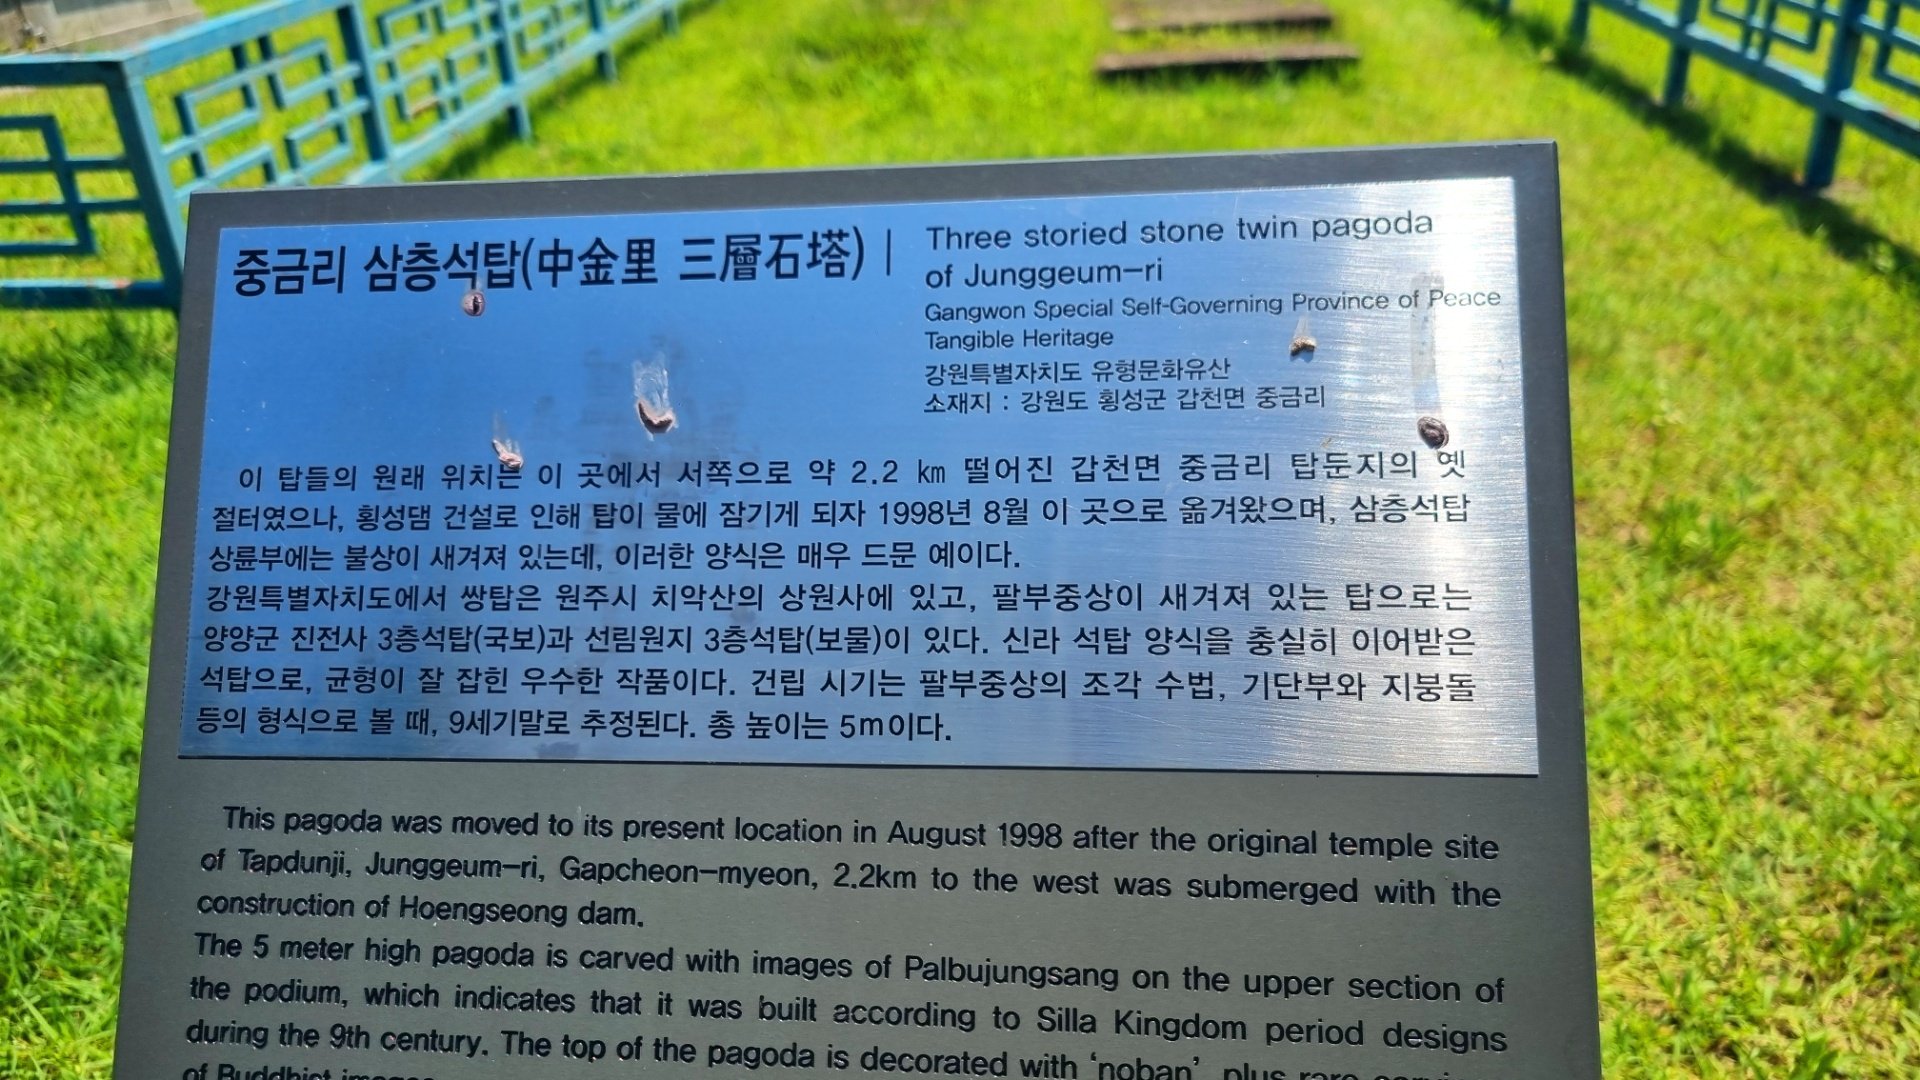 중금리 삼층석탑(中金里 三層石塔) |
Three storied stone twin pagoda
of Junggeum-ri
Gangwon Special Self-Governing Province of Peace
Tangible Heritage
강원특별자치도 유형문화유산
소재지 : 강원도 횡성군 갑천면 중금리
이 탑들의 원래 위치는 이 곳에서 서쪽으로 약 2.2 ㎞ 떨어진 갑천면 중금리 탑둔지의 옛
절터였으나, 횡성댐 건설로 인해 탑이 물에 잠기게 되자 1998년 8월 이 곳으로 옮겨왔으며, 삼층석탑
상륜부에는 불상이 새겨져 있는데, 이러한 양식은 매우 드문 예이다.
강원특별자치도에서 쌍탑은 원주시 치악산의 상원사에 있고, 팔부중상이 새겨져 있는 탑으로는
양양군 진전사 3층석탑(국보)과 선림원지 3층석탑(보물)이 있다. 신라 석탑 양식을 충실히 이어받은
석탑으로, 균형이 잘 잡힌 우수한 작품이다. 건립 시기는 팔부중상의 조각 수법, 기단부와 지붕돌
등의 형식으로 볼 때, 9세기말로 추정된다. 총 높이는 5m이다.
This pagoda was moved to its present location in August 1998 after the original temple site
of Tapdunji, Junggeum-ri, Gapcheon-myeon, 2.2km to the west was submerged with the
construction of Hoengseong dam.
The 5 meter high pagoda is carved with images of Palbujungsang on the upper section of
the podium, which indicates that it was built according to Silla Kingdom period designs
during the 9th century. The top of the pagoda is decorated with 'noban' plus rare
of Buddhist images